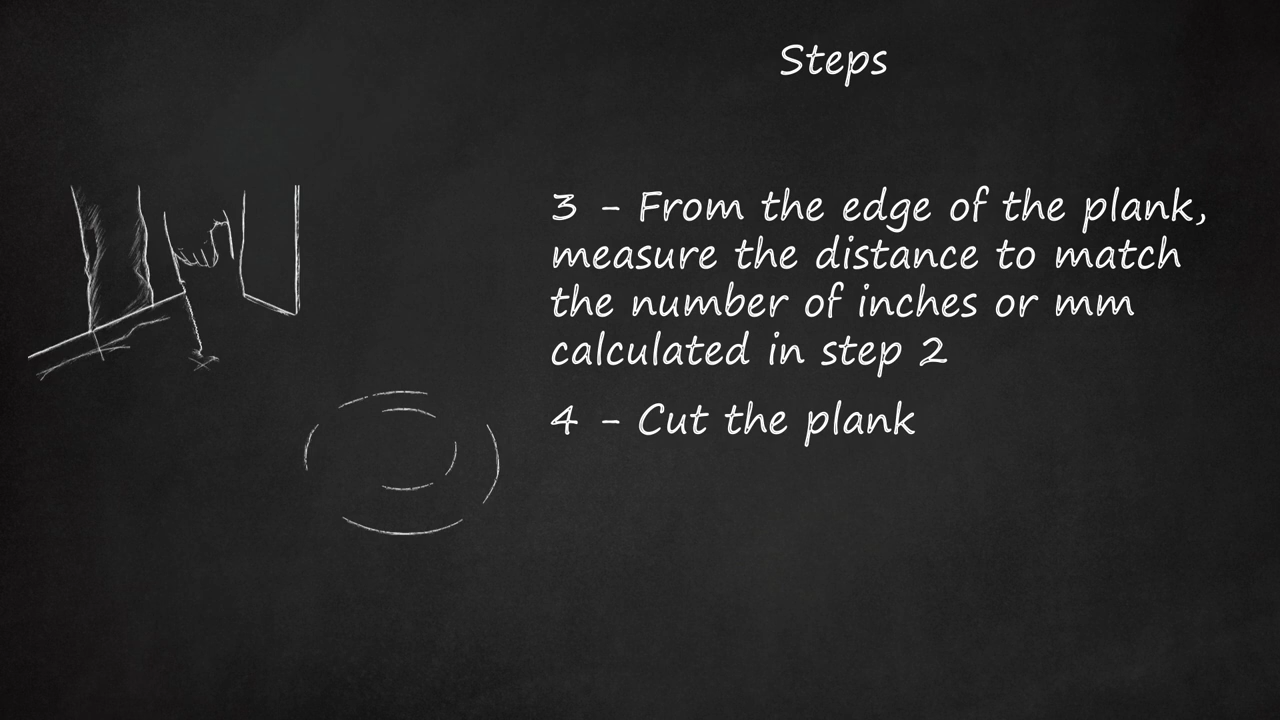 Steps
3 - From the edge of the plank,
measure the distance to match
the number of inches or mm
calculated in step 2
4 - Cut the plank